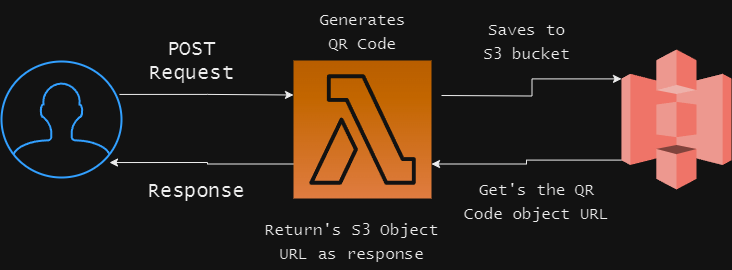 Generates
QR Code
Saves to
S3 bucket
POST
Request
Response
Get's the QR
Code object URL
Return's S3 Object
URL as response